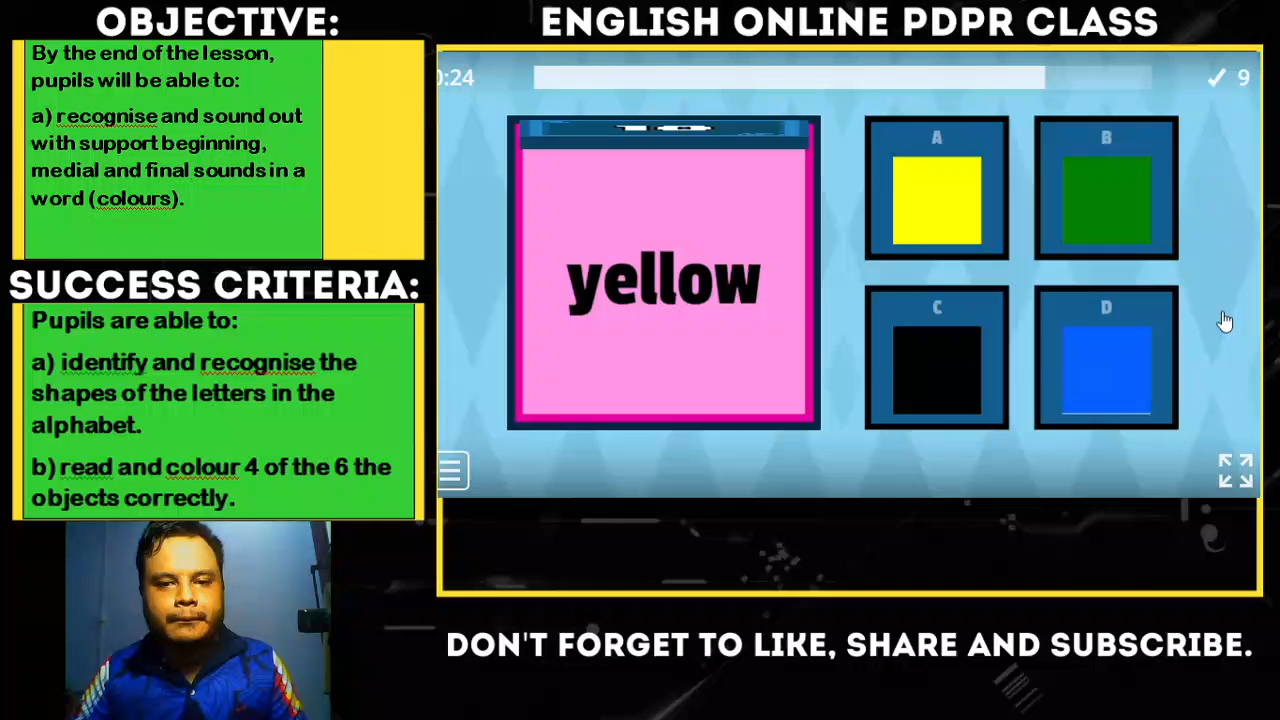 OBJECTIVE:
By the end of the lesson,
pupils will be able to:
a) recognise and sound out
with support beginning,
medial and final sounds in a
word (colours).
SUCCESS CRITERIA:
Pupils are able to:
a) identify and recognise the
shapes of the letters in the
alphabet.
b) read and colour 4 of the 6 the
objects correctly.
ENGLISH ONLINE PDPR CLASS
0:24
9
yellow
A
B
C
D
DON'T FORGET TO LIKE, SHARE AND SUBSCRIBE.